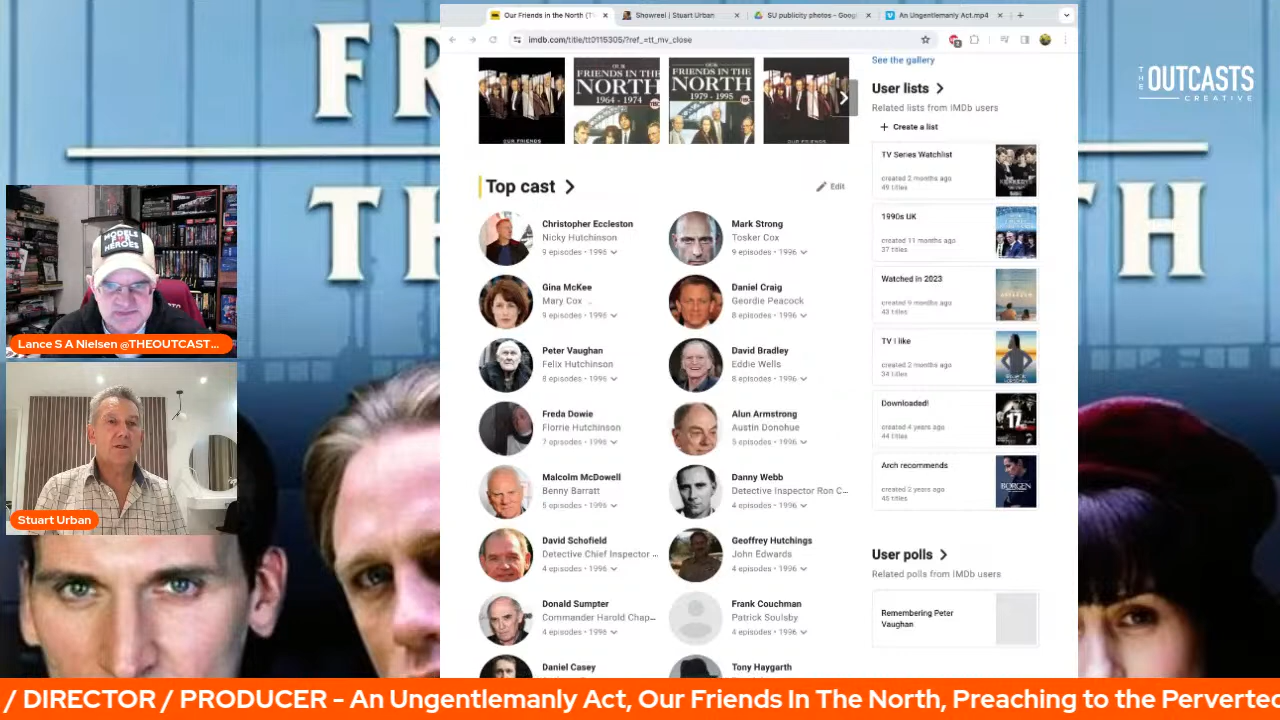 Our Friends in the North (T
Showreel | Stuart Urban
SU publicity photos - Googl
An Ungentlemanly Act.mp4
imdb.com/title/tt0115305/?ref_=tt_mv_close
FR
TH
TH
THE
OUTCASTS
CREATIVE
FRIENDS IN THE
NORTH
1964 - 1974
FRIENDS IN THE
NORTH
1979 - 1995
OUR FRIENDS
OUR FRIENDS
See the gallery
User lists
Related lists from IMDb users
Create a list
TV Series Watchlist
created 2 months ago
49 titles
1990s UK
created 11 months ago
37 titles
Watched in 2023
created 9 months ago
43 titles
TV I like
created 2 months ago
34 titles
Downloaded!
created 4 years ago
44 titles
17
Arch recommends
created 2 years ago
45 titles
BORGEN
User polls
Related polls from IMDb users
Remembering Peter
Vaughan
Top cast
Edit
Christopher Eccleston
Nicky Hutchinson
9 episodes • 1996
Mark Strong
Tosker Cox
9 episodes • 1996
Gina McKee
Mary Cox
9 episodes • 1996
Daniel Craig
Geordie Peacock
8 episodes • 1996
Peter Vaughan
Felix Hutchinson
8 episodes • 1996
David Bradley
Eddie Wells
8 episodes • 1996
Freda Dowie
Florrie Hutchinson
7 episodes • 1996
Alun Armstrong
Austin Donohue
5 episodes • 1996
Malcolm McDowell
Benny Barratt
5 episodes • 1996
Danny Webb
Detective Inspector Ron C...
4 episodes • 1996
David Schofield
Detective Chief Inspector ...
4 episodes • 1996
Geoffrey Hutchings
John Edwards
4 episodes • 1996
Donald Sumpter
Commander Harold Chap...
4 episodes • 1996
Frank Couchman
Patrick Soulsby
4 episodes • 1996
Daniel Casey
Tony Haygarth
MODELS
HEROES
Lance S A Nielsen @THEOUTCAST...
Stuart Urban
/ DIRECTOR / PRODUCER - An Ungentlemanly Act, Our Friends In The North, Preaching to the Perverted